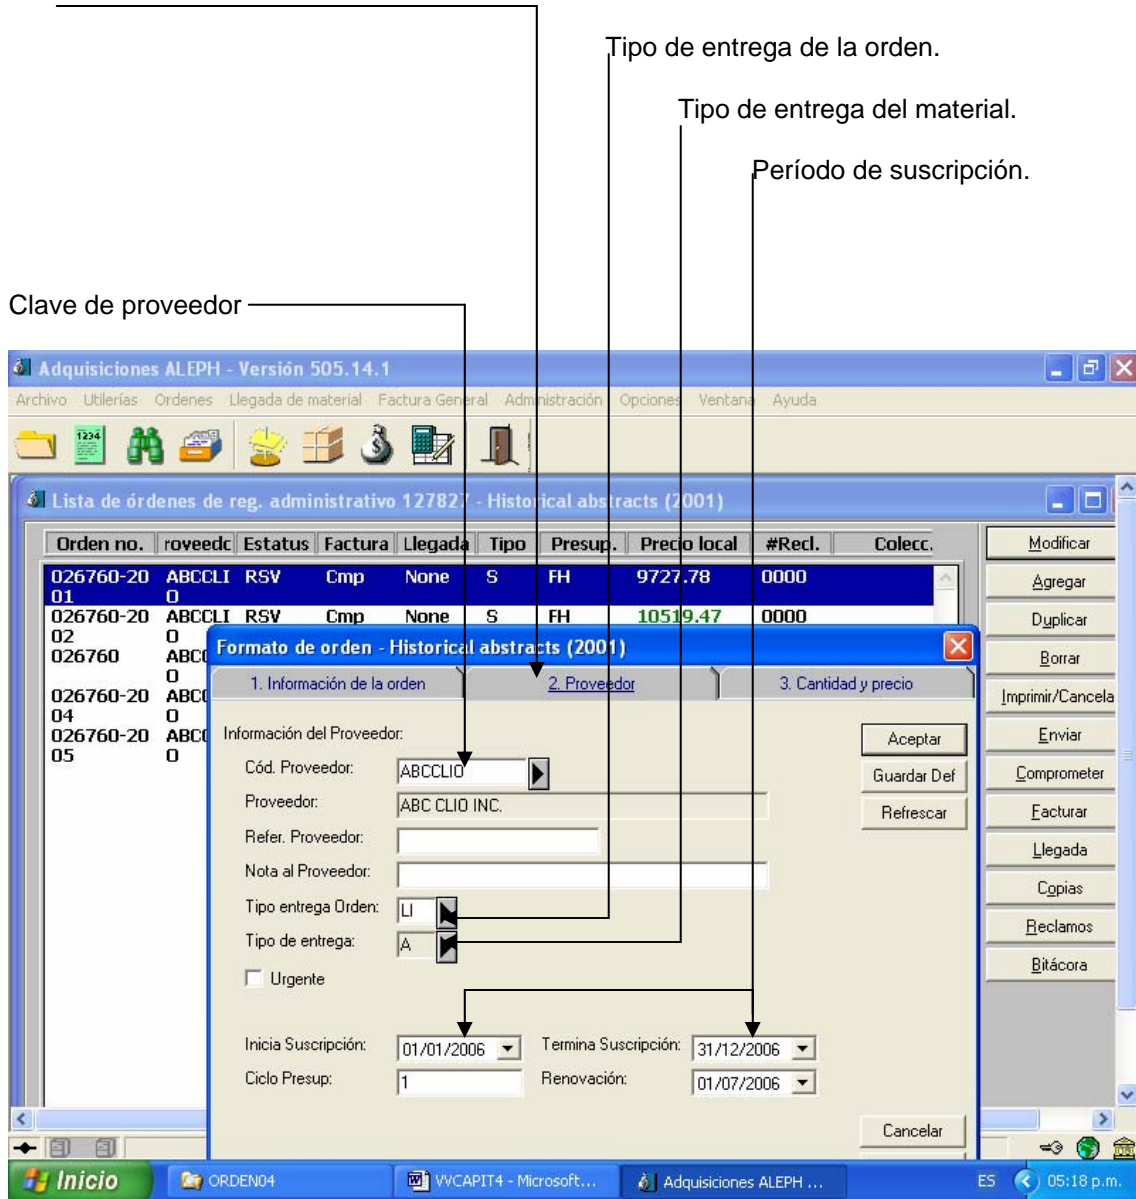 Tipo de entrega de la orden.
Tipo de entrega del material.
Período de suscripción.
Clave de proveedor
Adquisiciones ALEPH - Versión 505.14.1
Archivo Utilerías Ordenes Llegada de material Factura General Administración Opciones Ventana Ayuda
1234
Lista de órdenes de reg. administrativo 127827 - Historical abstracts (2001)
Orden no. roveedc Estatus Factura Llegada Tipo Presup. Precio local #Recl. Colecc.
026760-20 ABCCLI RSV Cmp None S FH 9727.78 0000
01 O
026760-20 ABCCLI RSV Cmp None S FH 10519.47 0000
02 O
026760 ABCC
O
026760-20 ABCC
04 O
026760-20 ABCC
05 O
Modificar
Agregar
Duplicar
Borrar
Imprimir/Cancela
Enviar
Comprometer
Facturar
Llegada
Copias
Reclamos
Bitácora
Formato de orden - Historical abstracts (2001)
1. Información de la orden 2. Proveedor 3. Cantidad y precio
Información del Proveedor:
Cód. Proveedor: ABCCLIO
Proveedor: ABC CLIO INC.
Refer. Proveedor:
Nota al Proveedor:
Tipo entrega Orden: LI
Tipo de entrega: A
Urgente
Inicia Suscripción: 01/01/2006 Termina Suscripción: 31/12/2006
Ciclo Presup: 1 Renovación: 01/07/2006
Aceptar
Guardar Def
Refrescar
Cancelar
Inicio ORDEN04 VVCAPIT4 - Microsoft... Adquisiciones ALEPH ... ES 05:18 p.m.